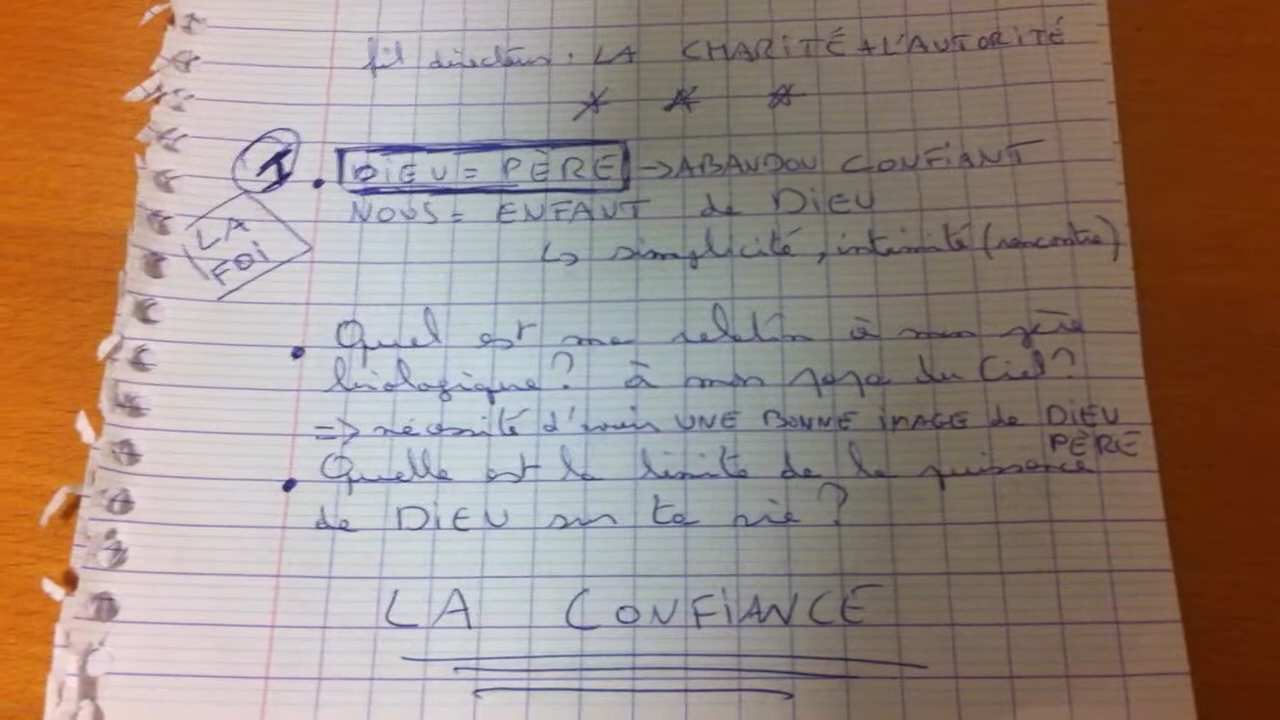 fil directeur : LA CHARITÉ + L'AUTORITÉ
* * *
1 . DIEU = PÈRE → ABANDON CONFIANT
LA FOI
NOUS = ENFANT de DIEU
↳ simplicité, intimité (rencontre)
• Quel est ma relation à mon père
biologique ? à mon papa du Ciel ?
=> nécessité d'avoir UNE BONNE IMAGE de DIEU
PÈRE
• Quelle est la limite de la puissance
de DIEU sur ta vie ?
LA CONFIANCE